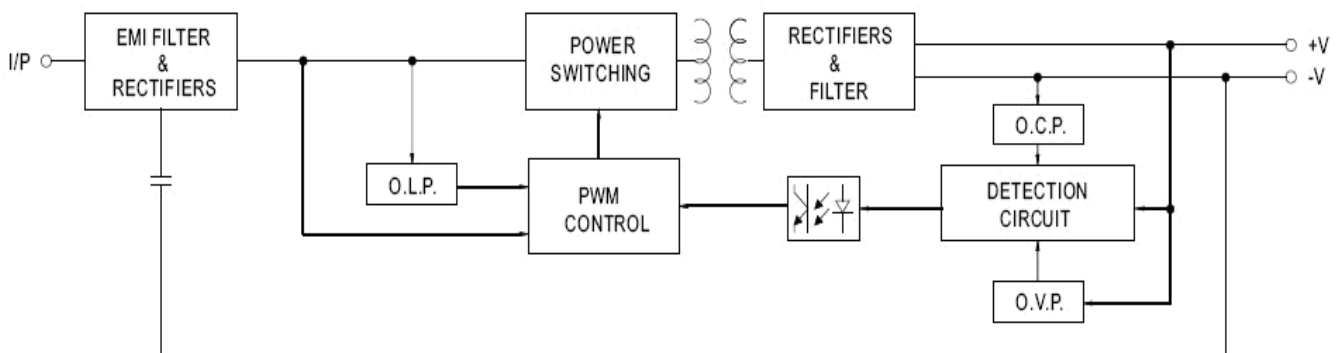 I/P
EMI FILTER
&
RECTIFIERS
POWER
SWITCHING
RECTIFIERS
&
FILTER
+V
-V
O.C.P.
O.L.P.
PWM
CONTROL
DETECTION
CIRCUIT
O.V.P.